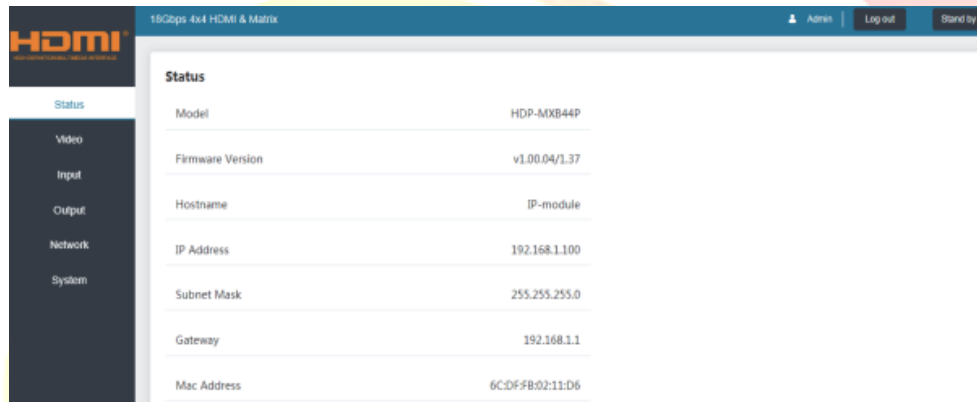 18Gbps 4x4 HDMI & Matrix
Admin
Log out
Stand by
HDMI
Status
Video
Input
Output
Network
System
Status
Model HDP-MXB44P
Firmware Version v1.00.04/1.37
Hostname IP-module
IP Address 192.168.1.100
Subnet Mask 255.255.255.0
Gateway 192.168.1.1
Mac Address 6C:DF:FB:02:11:D6